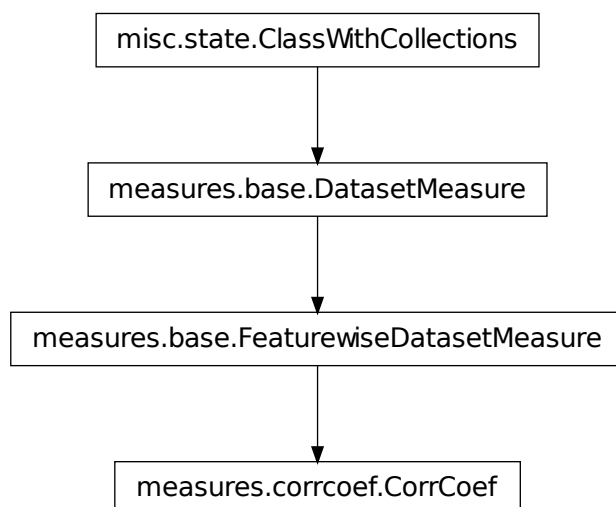 misc.state.ClassWithCollections
measures.base.DatasetMeasure
measures.base.FeaturewiseDatasetMeasure
measures.corrcoef.CorrCoef